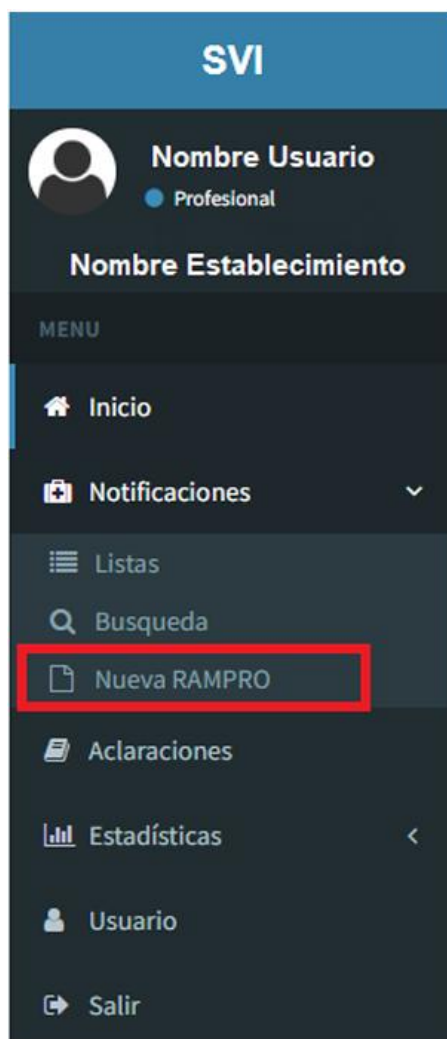 SVI
Nombre Usuario
Profesional
Nombre Establecimiento
MENU
Inicio
Notificaciones
Listas
Busqueda
Nueva RAMPRO
Aclaraciones
Estadísticas
Usuario
Salir